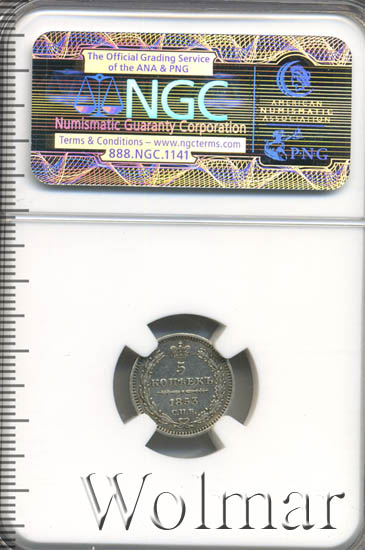 The Official Grading Service
of the ANA & PNG
NGC
Numismatic Guaranty Corporation
Terms & Conditions – www.ngcterms.com
888.NGC.1141
AMERICAN
NUMISMATIC
ASSOCIATION
PNG
5
КОПѢЕКЪ
1853
С.П.Б.
Wolmar